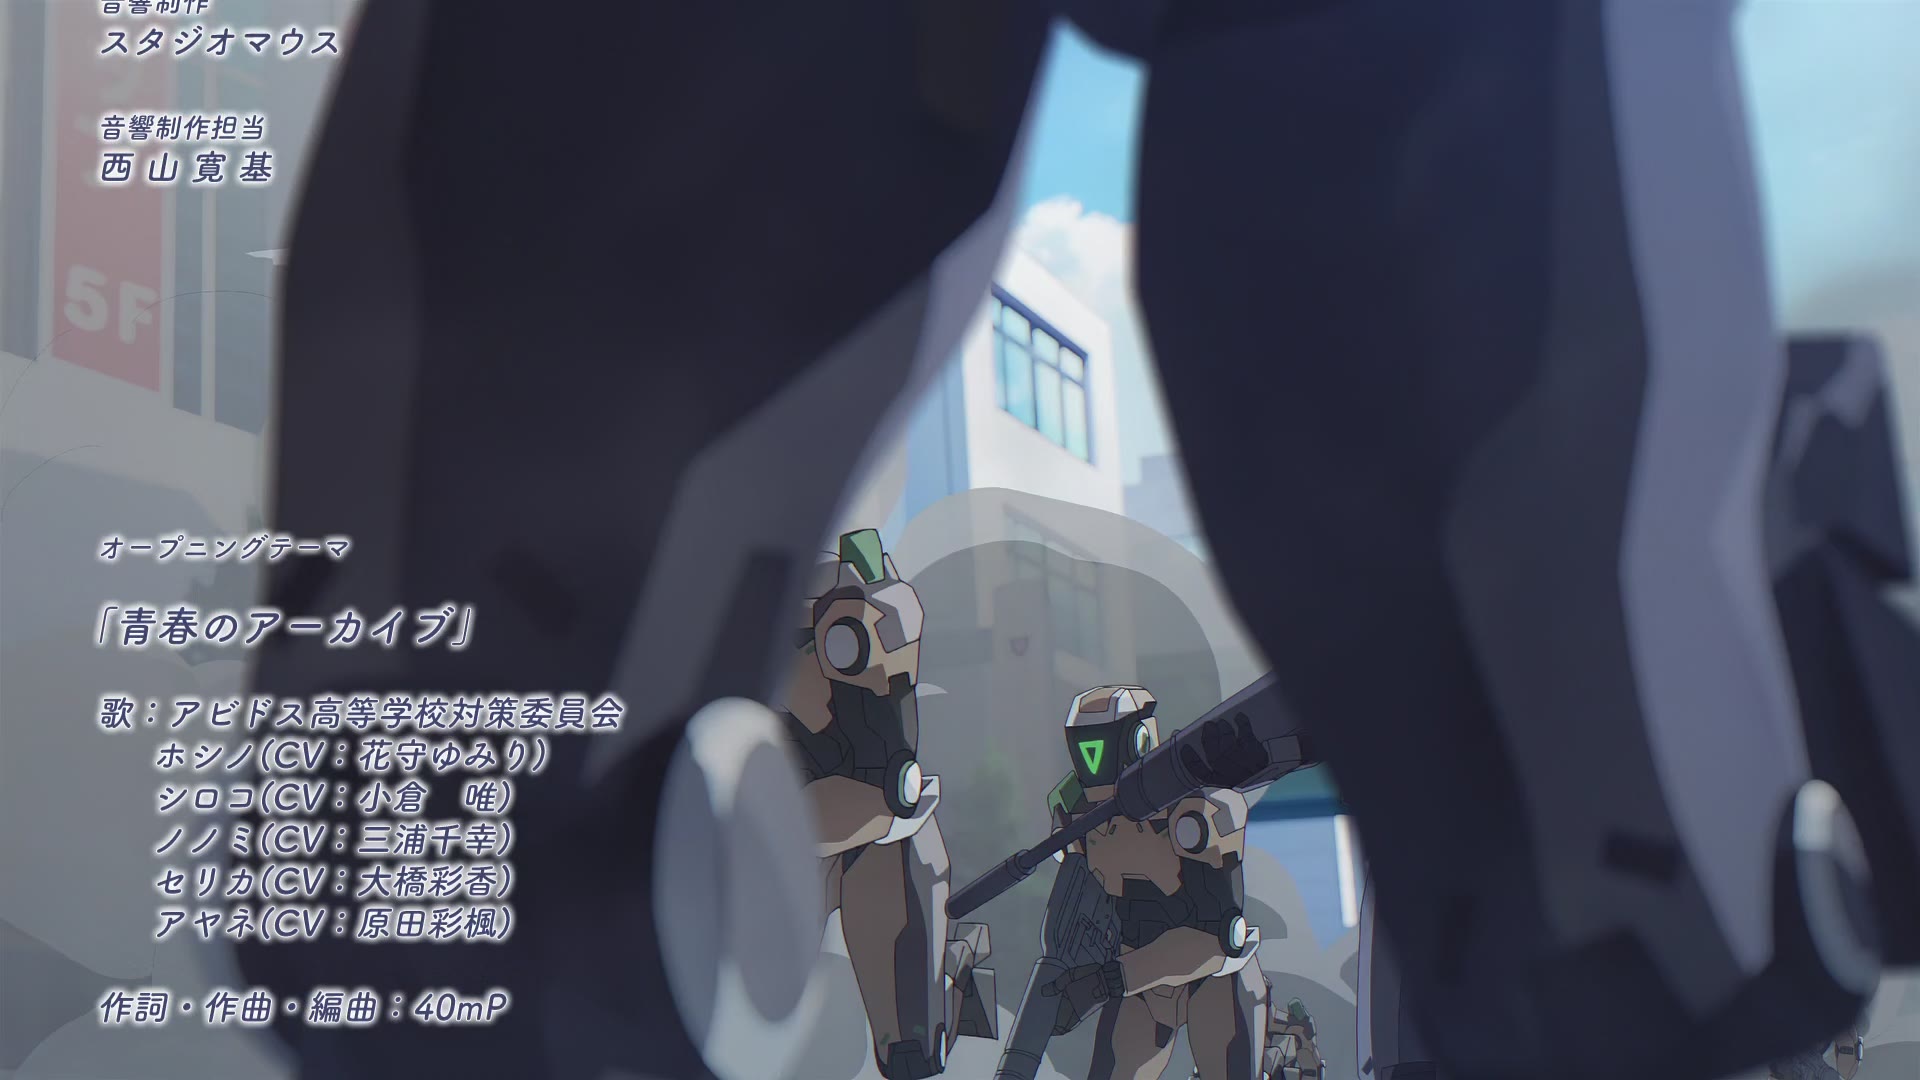 音響制作
スタジオマウス
音響制作担当
西山寛基
5F
オープニングテーマ
「青春のアーカイブ」
歌：アビドス高等学校対策委員会
ホシノ(CV：花守ゆみり)
シロコ(CV：小倉　唯)
ノノミ(CV：三浦千幸)
セリカ(CV：大橋彩香)
アヤネ(CV：原田彩楓)
作詞・作曲・編曲：40mP